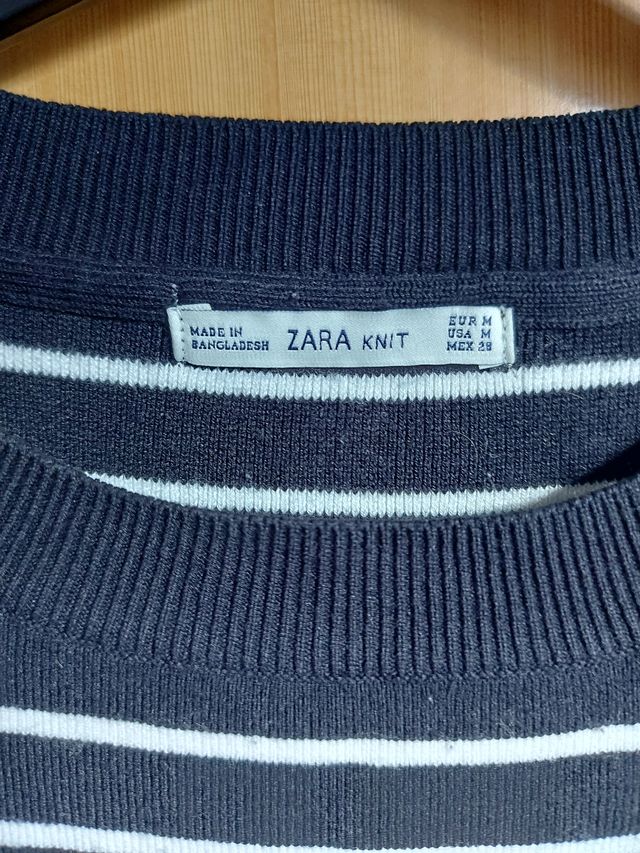 MADE IN
BANGLADESH
ZARA KNIT
EUR M
USA M
MEX 28